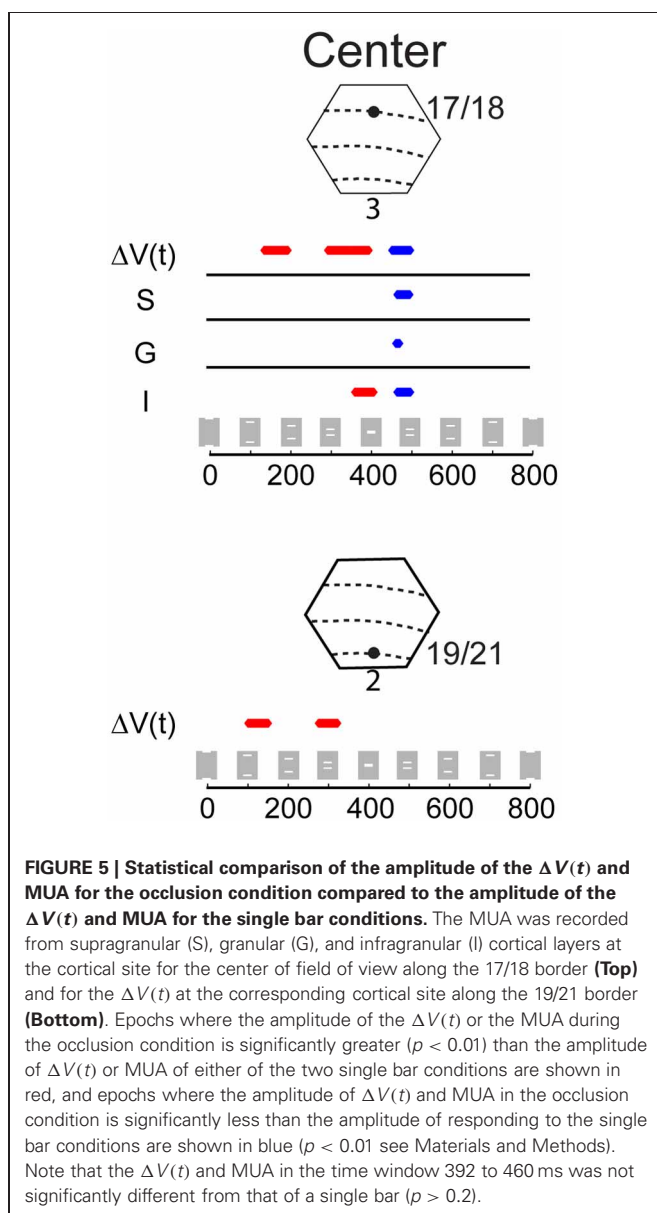 Center
17/18
3
ΔV(t)
S
G
I
0 200 400 600 800
19/21
2
ΔV(t)
0 200 400 600 800
FIGURE 5 | Statistical comparison of the amplitude of the ΔV(t) and
MUA for the occlusion condition compared to the amplitude of the
ΔV(t) and MUA for the single bar conditions. The MUA was recorded
from supragranular (S), granular (G), and infragranular (I) cortical layers at
the cortical site for the center of field of view along the 17/18 border (Top)
and for the ΔV(t) at the corresponding cortical site along the 19/21 border
(Bottom). Epochs where the amplitude of the ΔV(t) or the MUA during
the occlusion condition is significantly greater (p < 0.01) than the amplitude
of ΔV(t) or MUA of either of the two single bar conditions are shown in
red, and epochs where the amplitude of ΔV(t) and MUA in the occlusion
condition is significantly less than the amplitude of responding to the single
bar conditions are shown in blue (p < 0.01 see Materials and Methods).
Note that the ΔV(t) and MUA in the time window 392 to 460 ms was not
significantly different from that of a single bar (p > 0.2).